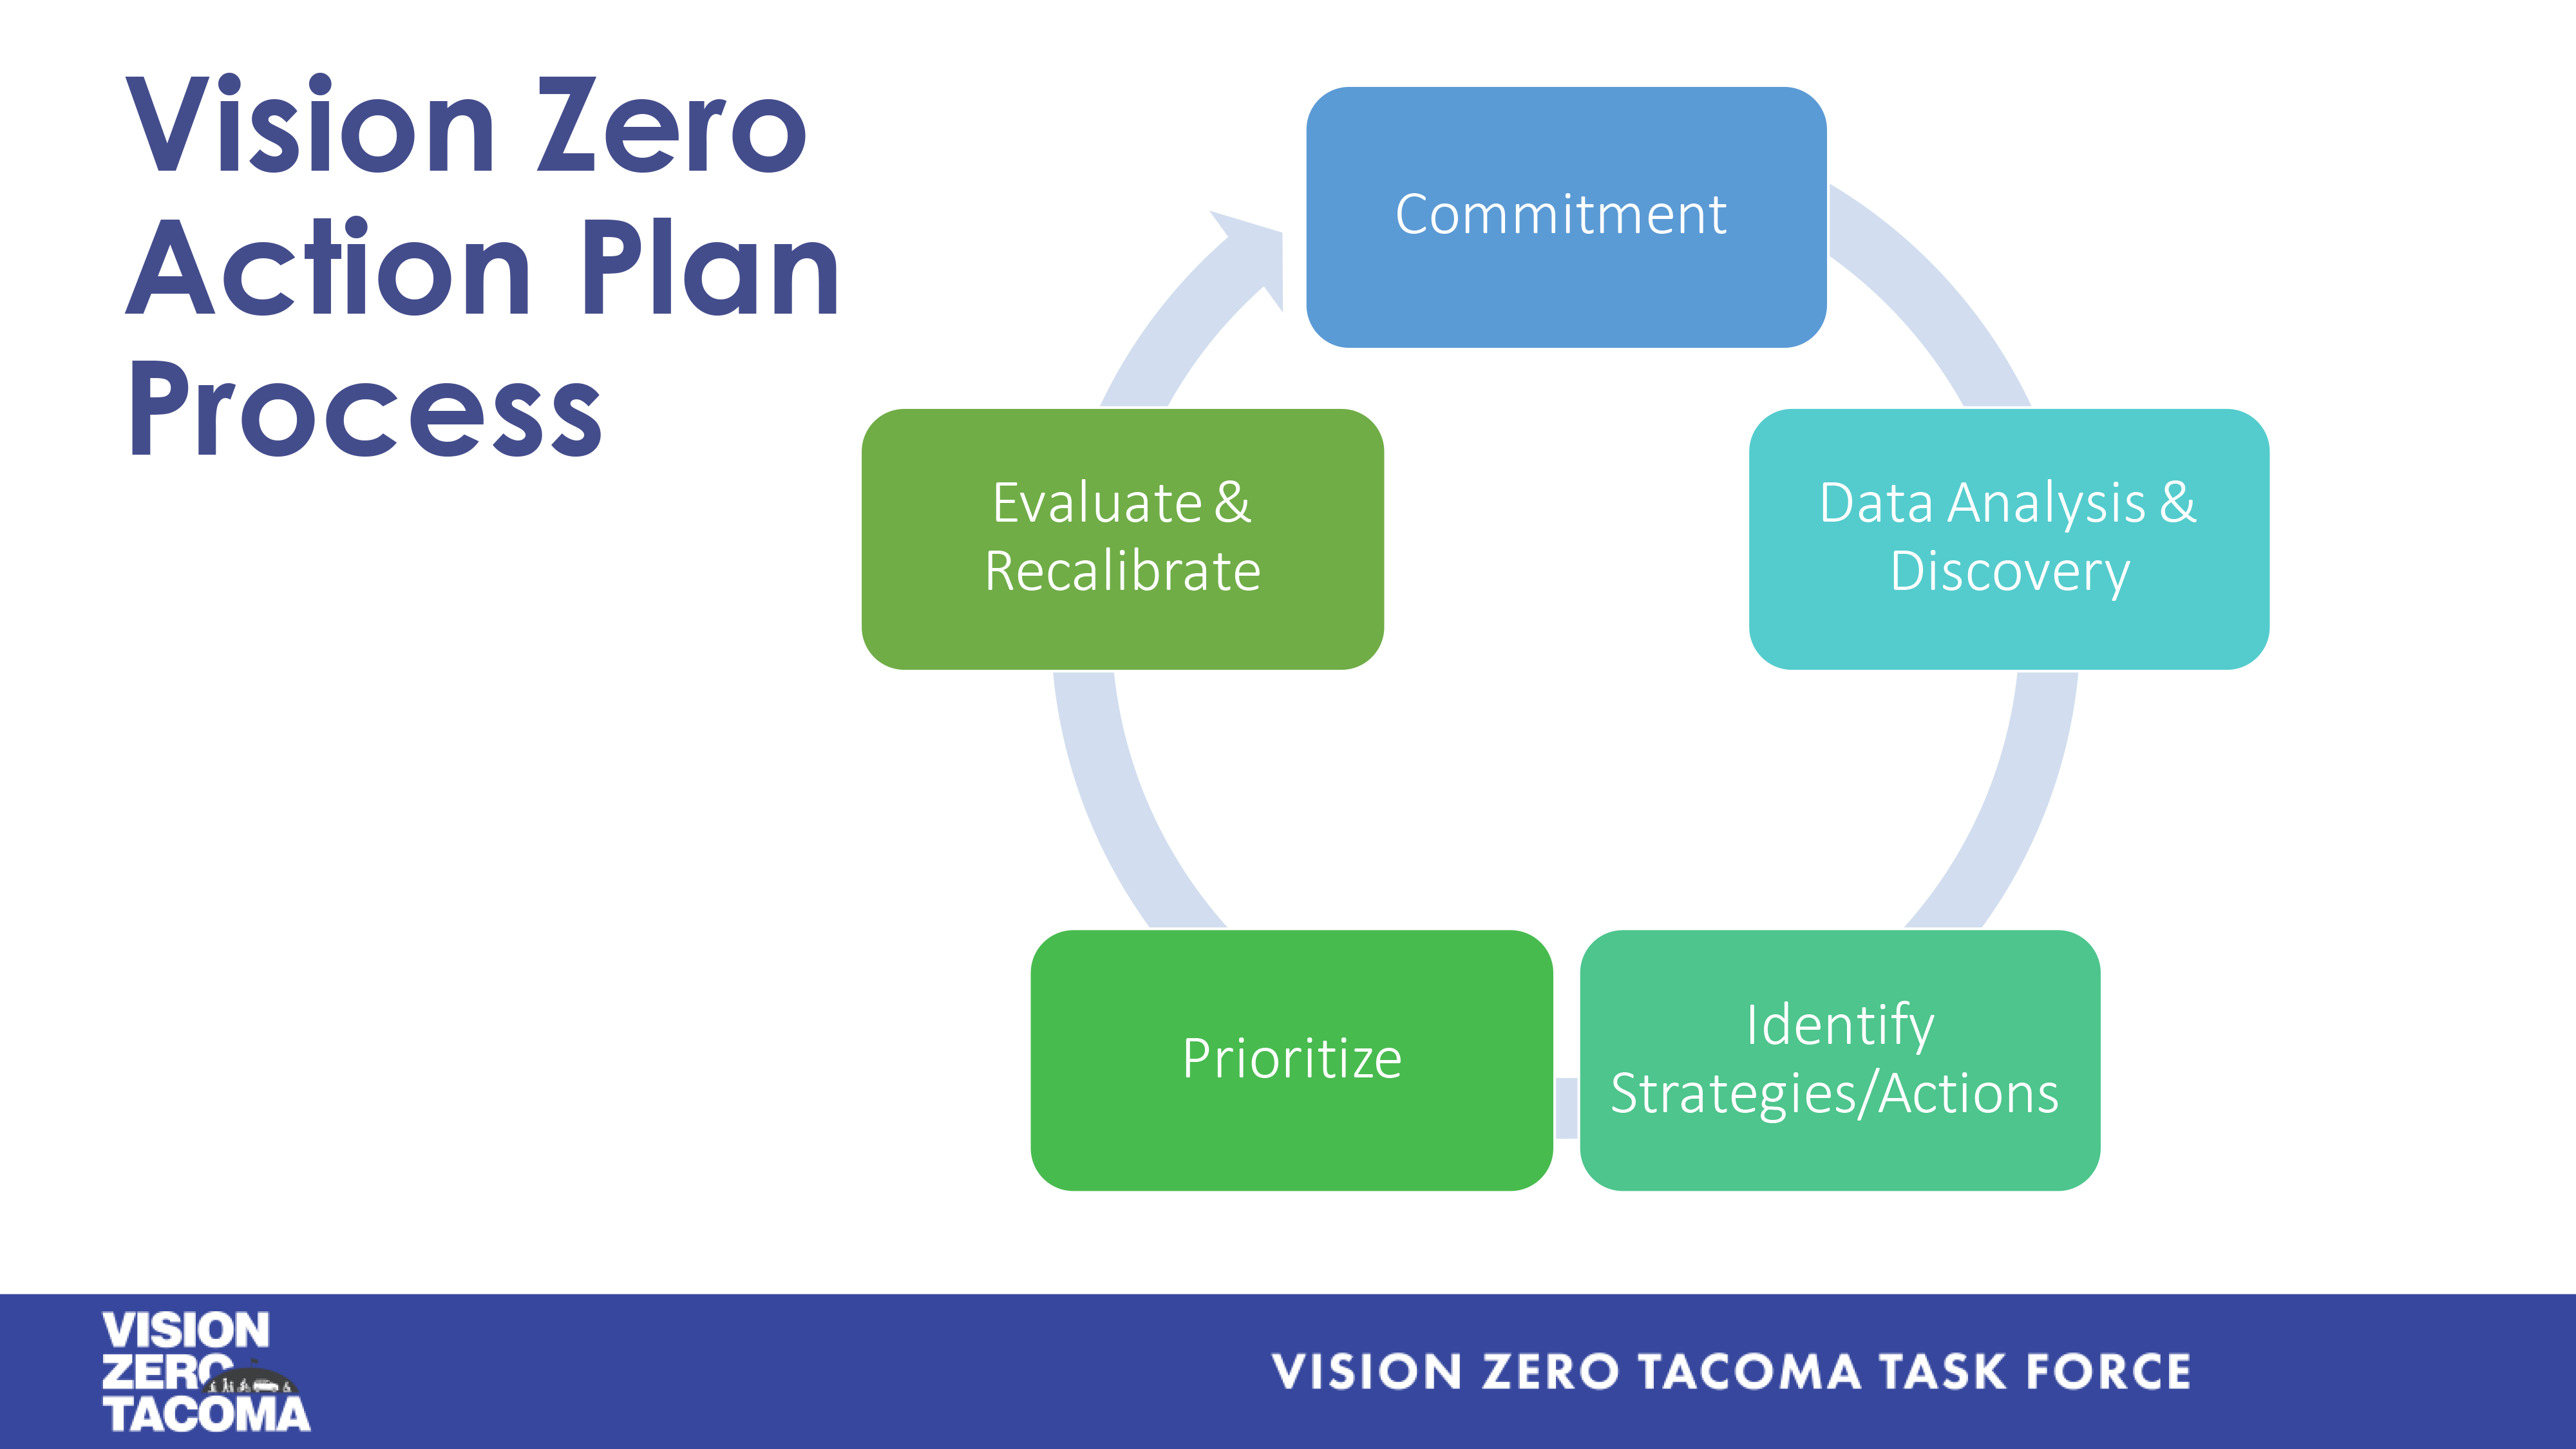 Vision Zero
Action Plan
Process
Commitment
Data Analysis &
Discovery
Identify
Strategies/Actions
Prioritize
Evaluate &
Recalibrate
VISION
ZERO
TACOMA
VISION ZERO TACOMA TASK FORCE